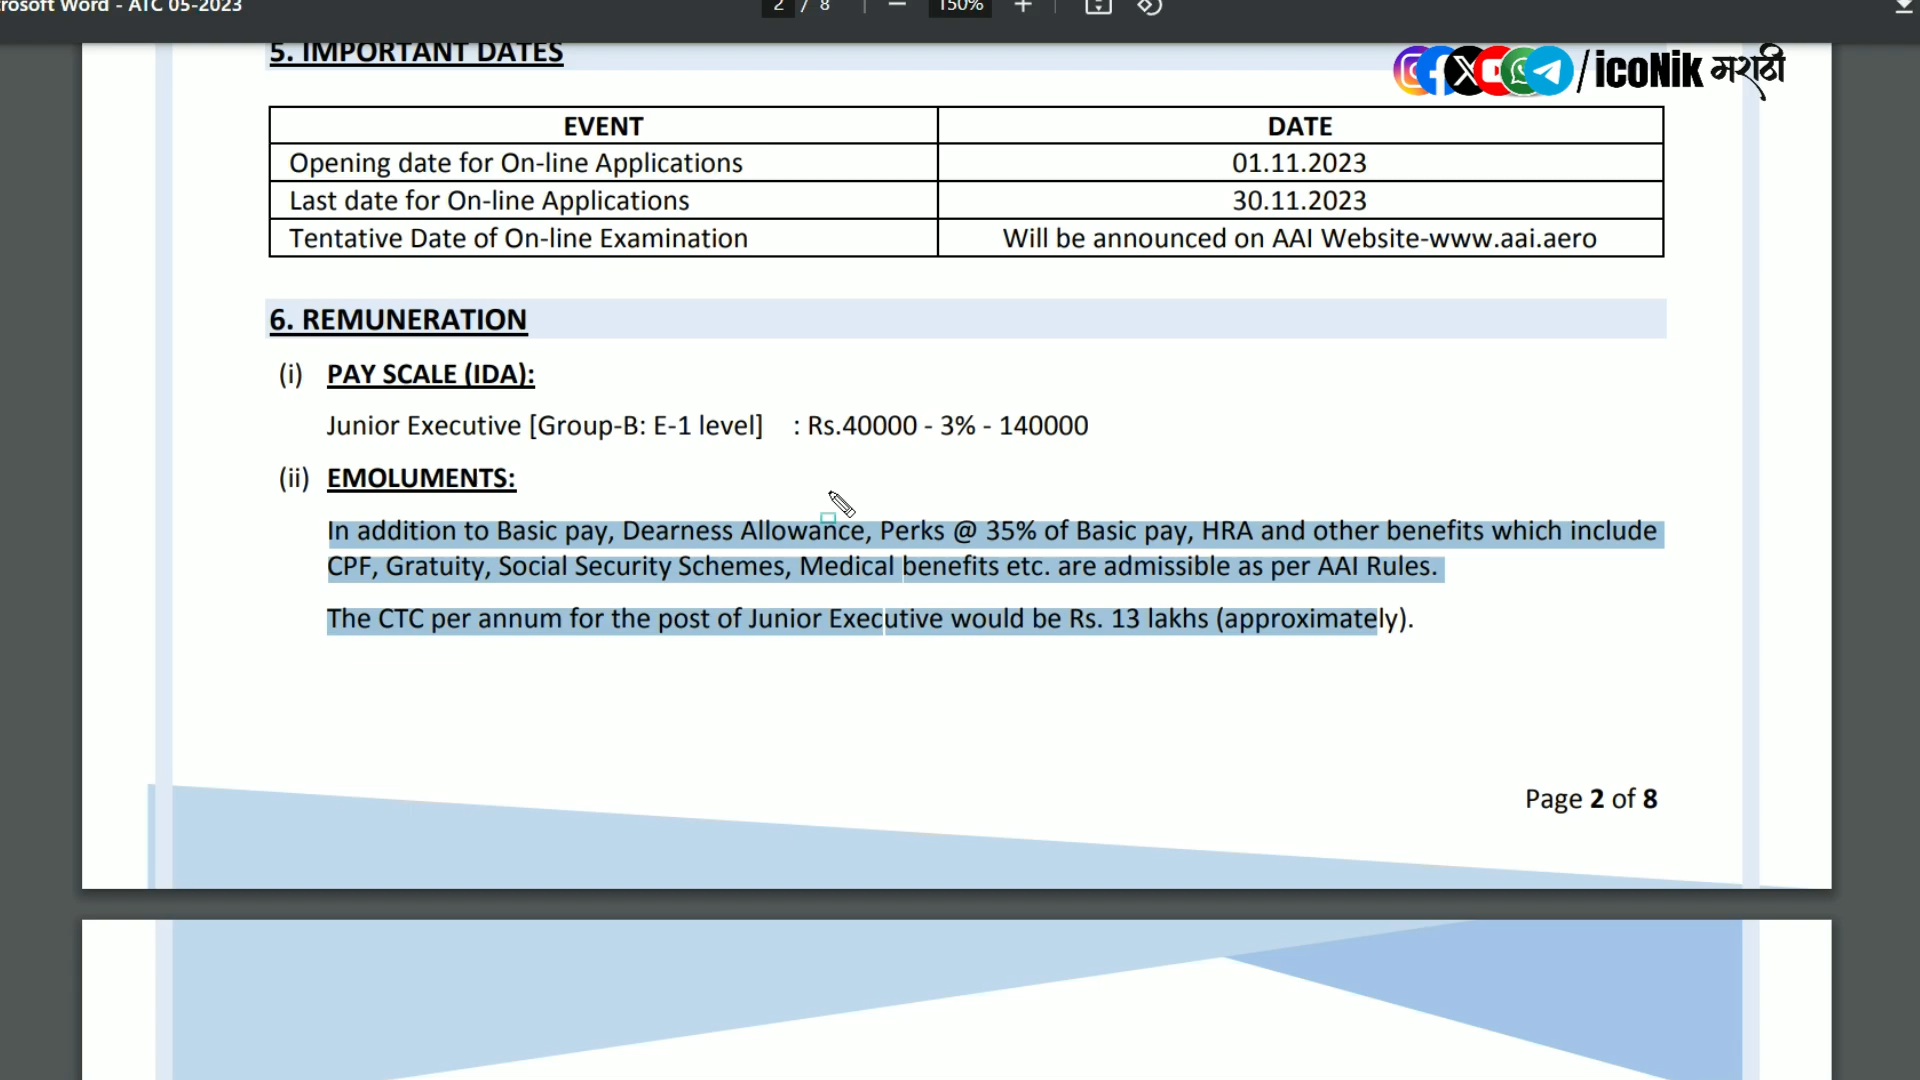 crosoft Word - ATC 05-2023
2 / 8
150%
/icoNik मराठी
5. IMPORTANT DATES
EVENT DATE
Opening date for On-line Applications 01.11.2023
Last date for On-line Applications 30.11.2023
Tentative Date of On-line Examination Will be announced on AAI Website-www.aai.aero
6. REMUNERATION
(i) PAY SCALE (IDA):
Junior Executive [Group-B: E-1 level] : Rs.40000 - 3% - 140000
(ii) EMOLUMENTS:
In addition to Basic pay, Dearness Allowance, Perks @ 35% of Basic pay, HRA and other benefits which include
CPF, Gratuity, Social Security Schemes, Medical benefits etc. are admissible as per AAI Rules.
The CTC per annum for the post of Junior Executive would be Rs. 13 lakhs (approximately).
Page 2 of 8